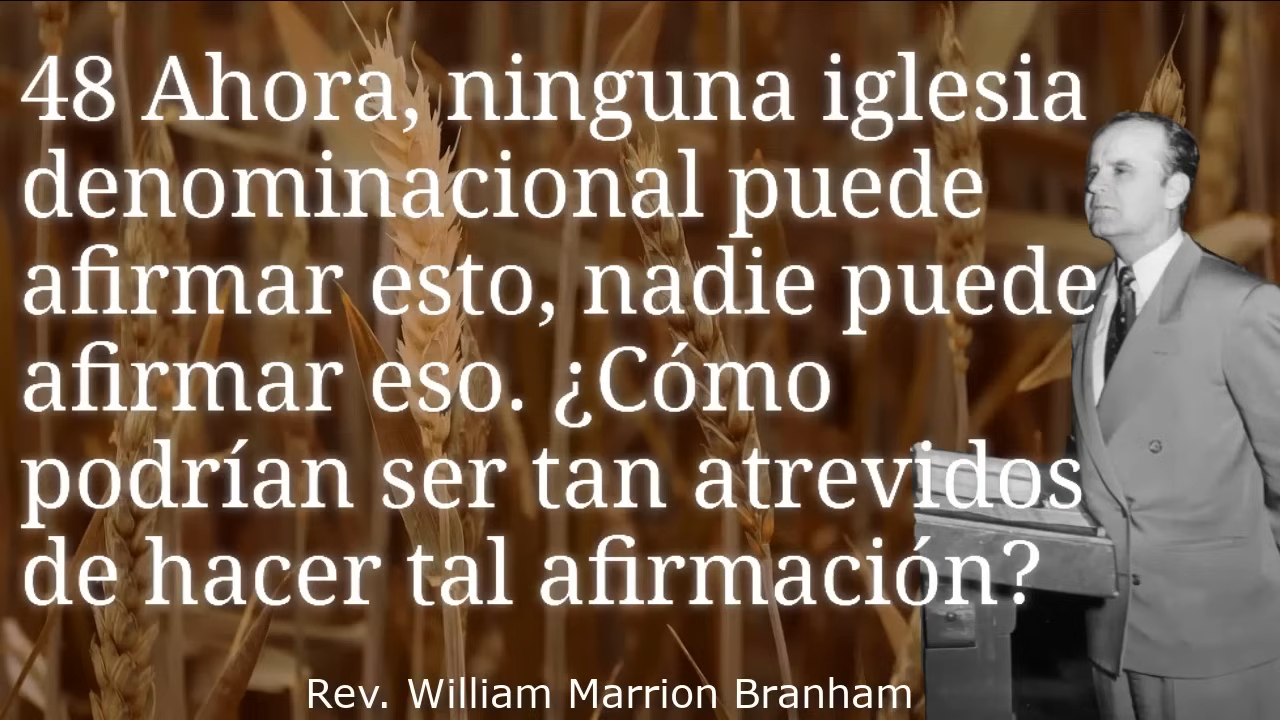 48 Ahora, ninguna iglesia
denominacional puede
afirmar esto, nadie puede
afirmar eso. ¿Cómo
podrían ser tan atrevidos
de hacer tal afirmación?
Rev. William Marrion Branham